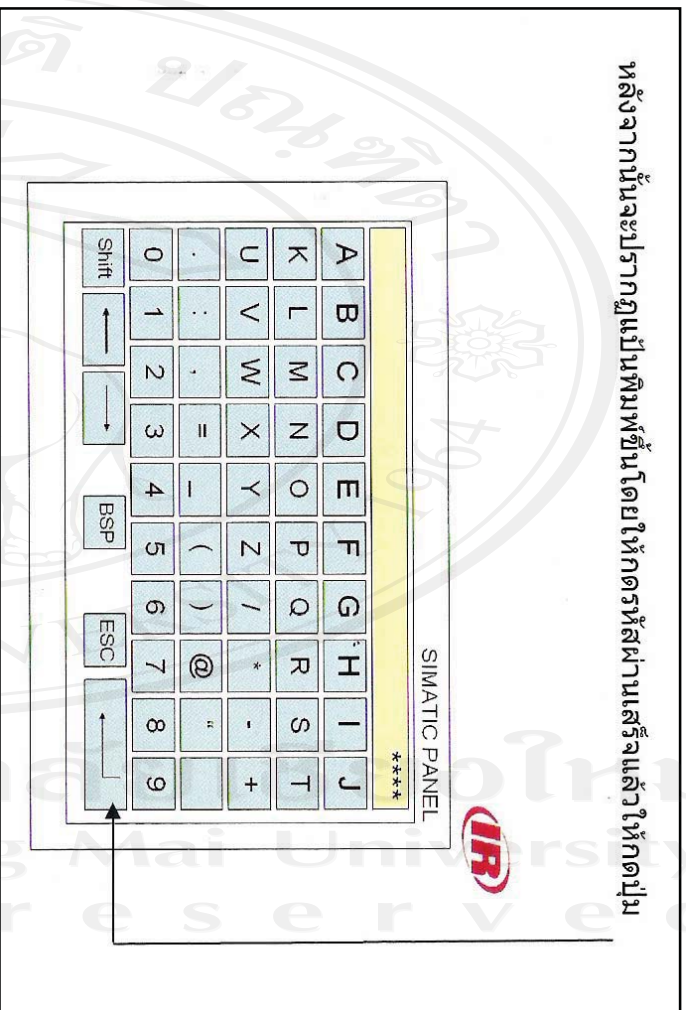 หลังจากนั้นจะปรากฏแป้นพิมพ์ขึ้นโดยให้กดรหัสผ่านเสร็จแล้วให้กดปุ่ม
IR
SIMATIC PANEL
****
A B C D E F G H I J
K L M N O P Q R S T
U V W X Y Z / * - +
. : , = _ ( ) @ "
0 1 2 3 4 5 6 7 8 9
Shift ← → BSP ESC ↵